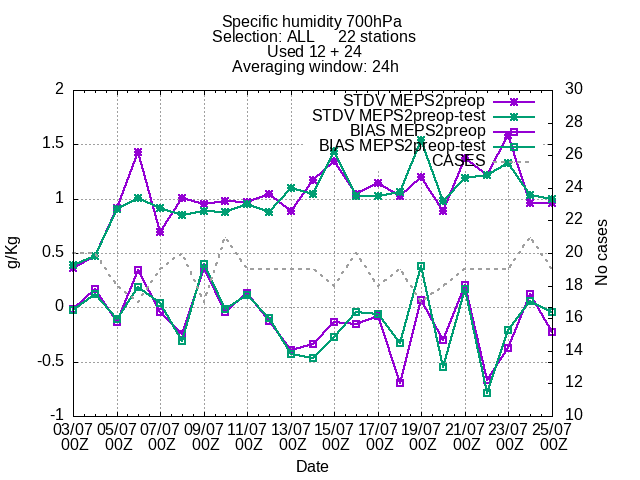 Specific humidity 700hPa
Selection: ALL 22 stations
Used 12 + 24
Averaging window: 24h
STDV MEPS2preop
STDV MEPS2preop-test
BIAS MEPS2preop
BIAS MEPS2preop-test
CASES
g/Kg
2
1.5
1
0.5
0
-0.5
-1
No cases
30
28
26
24
22
20
18
16
14
12
10
03/07 05/07 07/07 09/07 11/07 13/07 15/07 17/07 19/07 21/07 23/07 25/07
00Z 00Z 00Z 00Z 00Z 00Z 00Z 00Z 00Z 00Z 00Z 00Z
Date